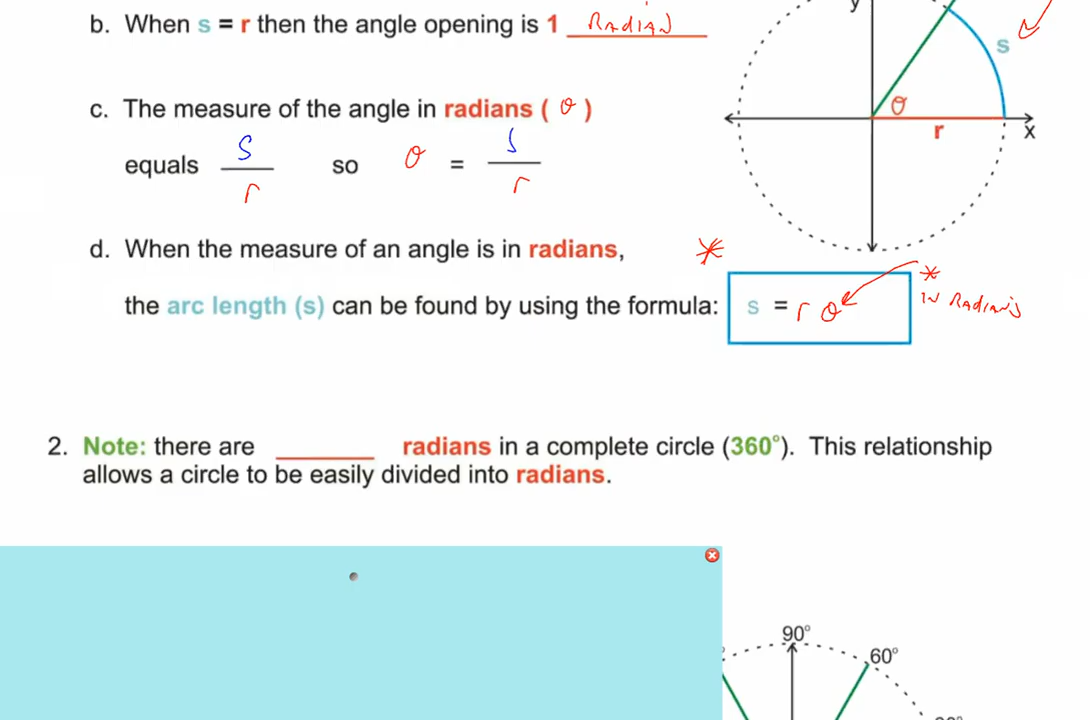 b. When s = r then the angle opening is 1 RADIAN
y
s
c. The measure of the angle in radians ( θ )
θ
r
x
equals s/r so θ = s/r
d. When the measure of an angle is in radians,
*
*
the arc length (s) can be found by using the formula: s = r θ
IN RADIANS
2. Note: there are ______ radians in a complete circle (360°). This relationship
allows a circle to be easily divided into radians.
90°
60°